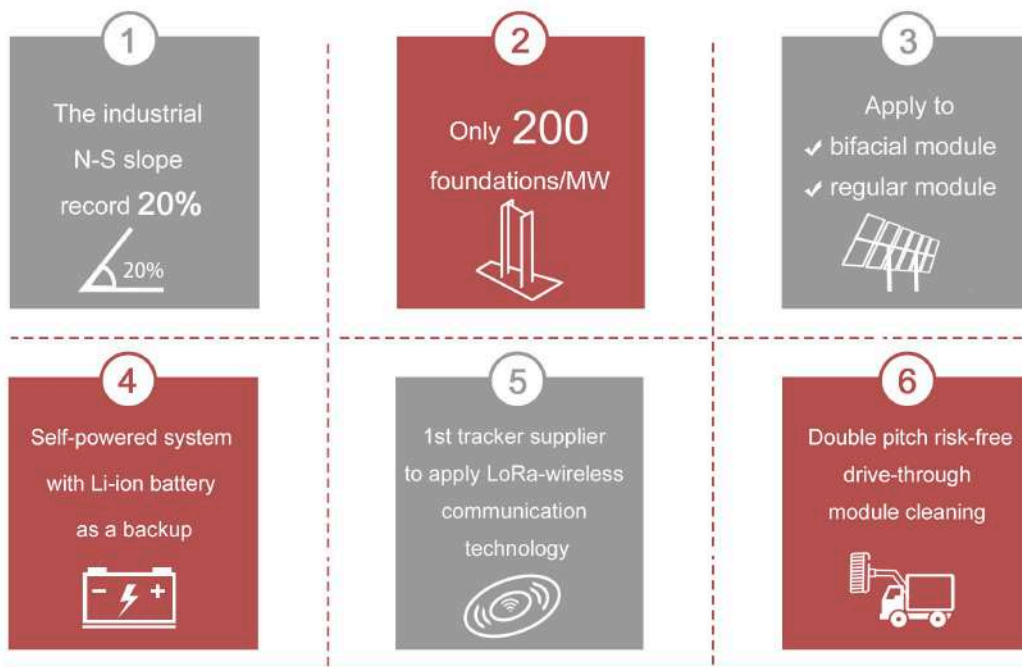 1
The industrial
N-S slope
record 20%
20%
2
Only 200
foundations/MW
3
Apply to
✓ bifacial module
✓ regular module
4
Self-powered system
with Li-ion battery
as a backup
5
1st tracker supplier
to apply LoRa-wireless
communication
technology
6
Double pitch risk-free
drive-through
module cleaning